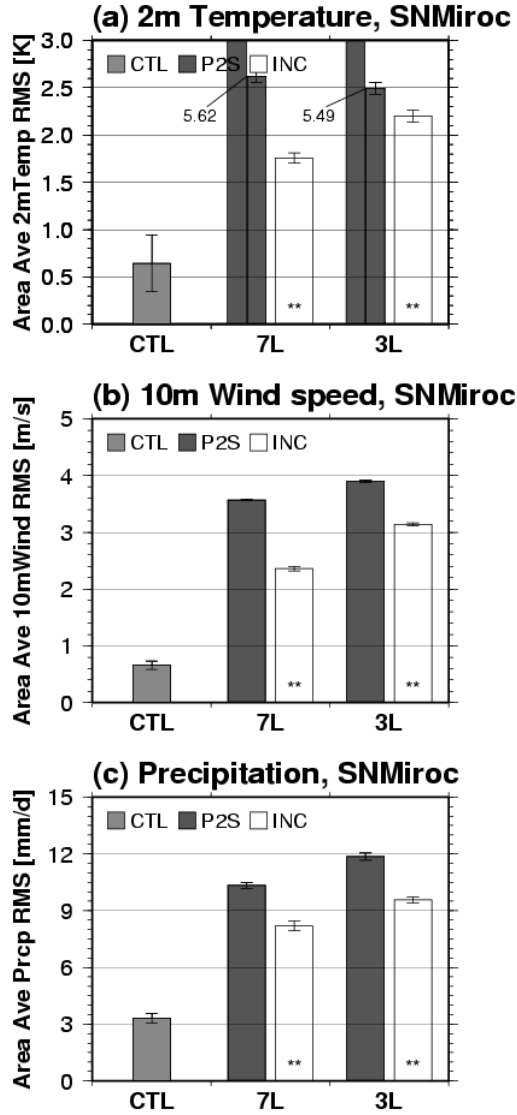 (a) 2m Temperature, SNMiroc
Area Ave 2mTemp RMS [K]
3.0
2.5
2.0
1.5
1.0
0.5
0.0
CTL P2S INC
5.62
5.49
** **
CTL 7L 3L
(b) 10m Wind speed, SNMiroc
Area Ave 10mWind RMS [m/s]
5
4
3
2
1
0
CTL P2S INC
** **
CTL 7L 3L
(c) Precipitation, SNMiroc
Area Ave Prcp RMS [mm/d]
15
12
9
6
3
0
CTL P2S INC
** **
CTL 7L 3L